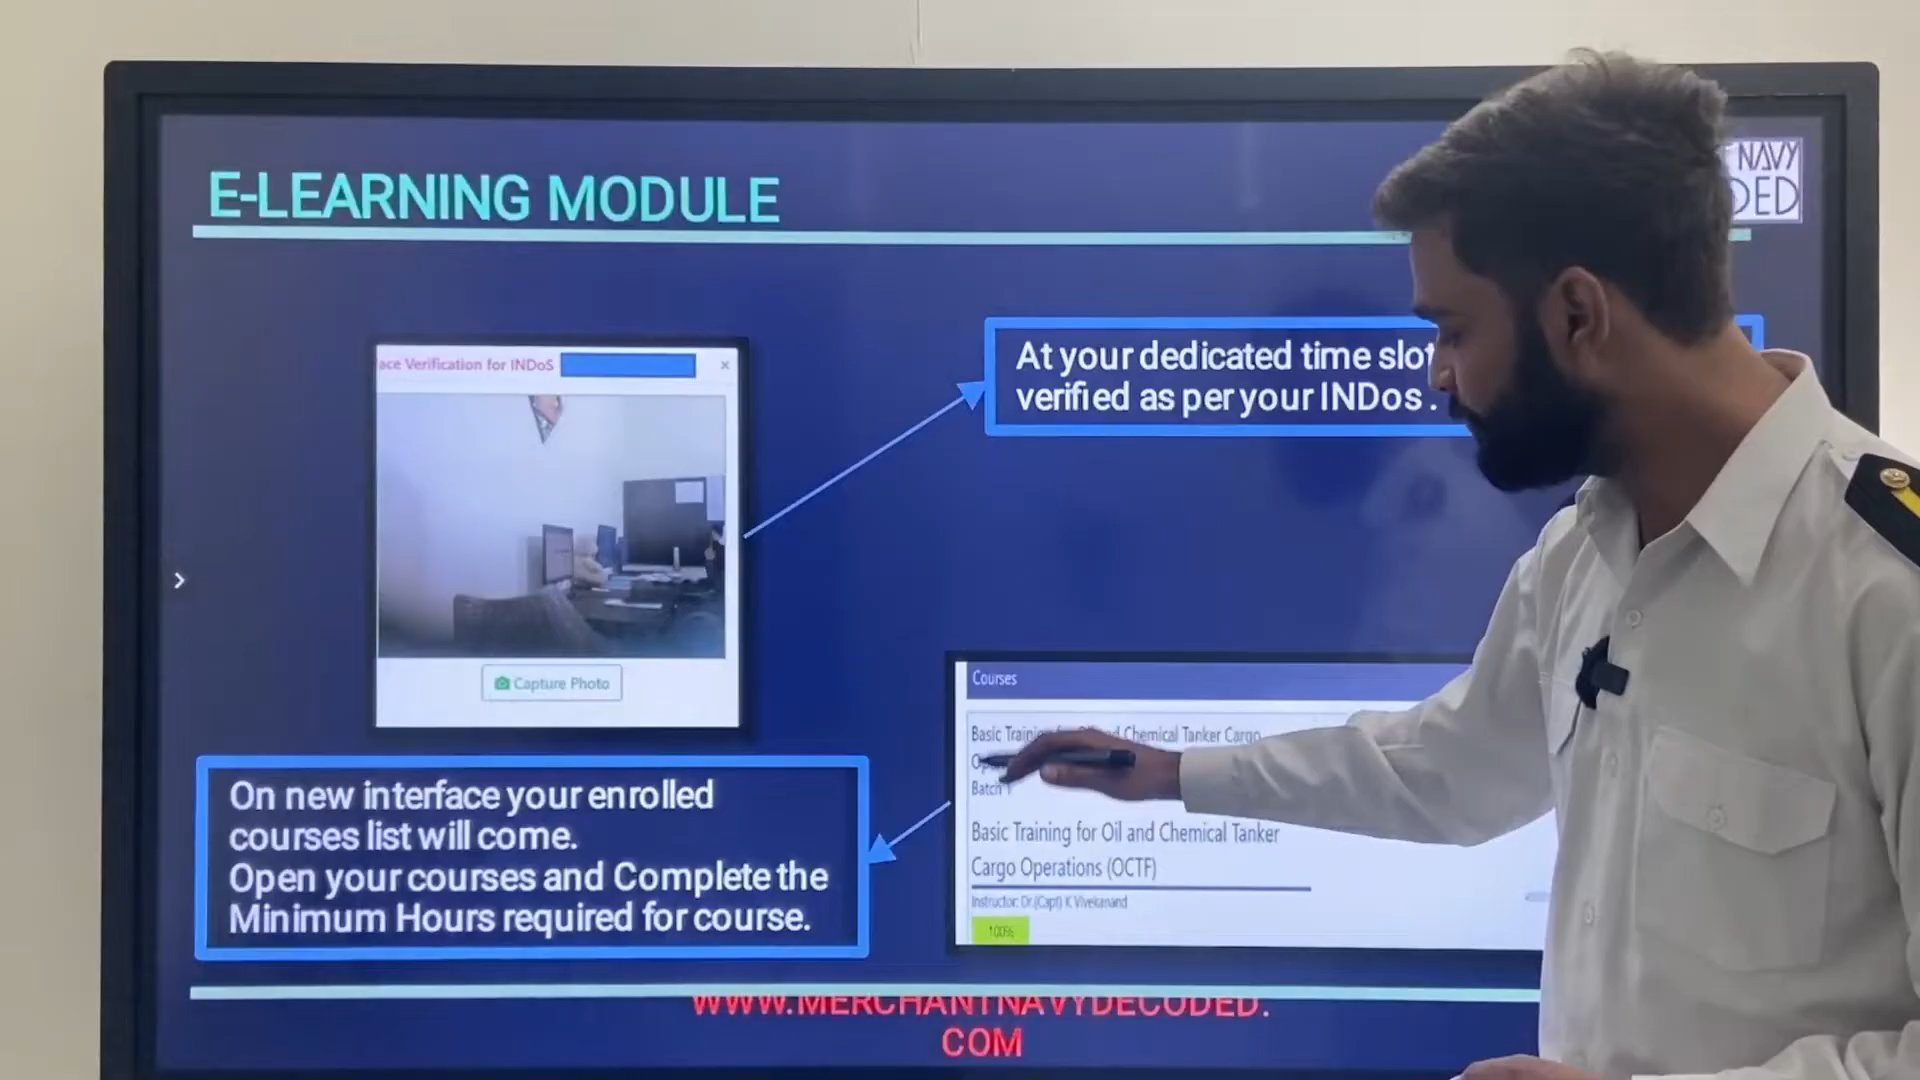 E-LEARNING MODULE
NAVY
DED
ace Verification for INDoS
×
At your dedicated time slot
verified as per your INDos .
Capture Photo
Courses
Basic Training Chemical Tanker Cargo
Batch
Basic Training for Oil and Chemical Tanker
Cargo Operations (OCTF)
Instructor: Dr.(Capt) K Vivekanand
100%
On new interface your enrolled
courses list will come.
Open your courses and Complete the
Minimum Hours required for course.
WWW.MERCHANTNAVYDECODED.
COM